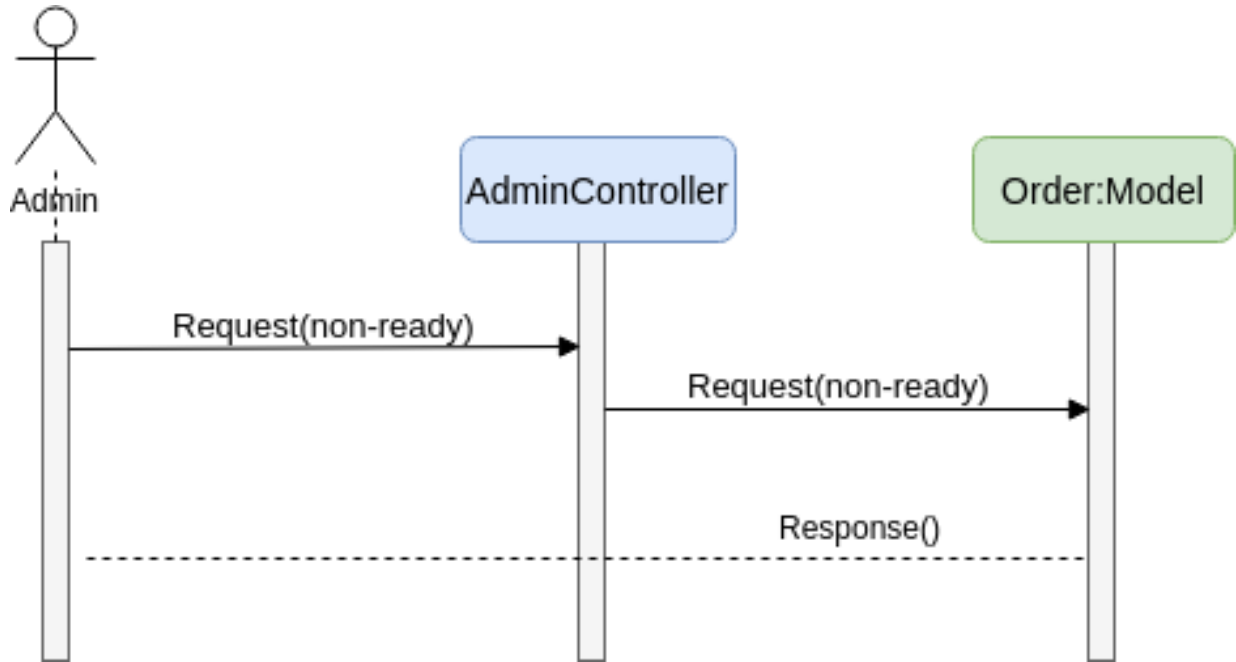 Admin
AdminController
Order:Model
Request(non-ready)
Request(non-ready)
Response()